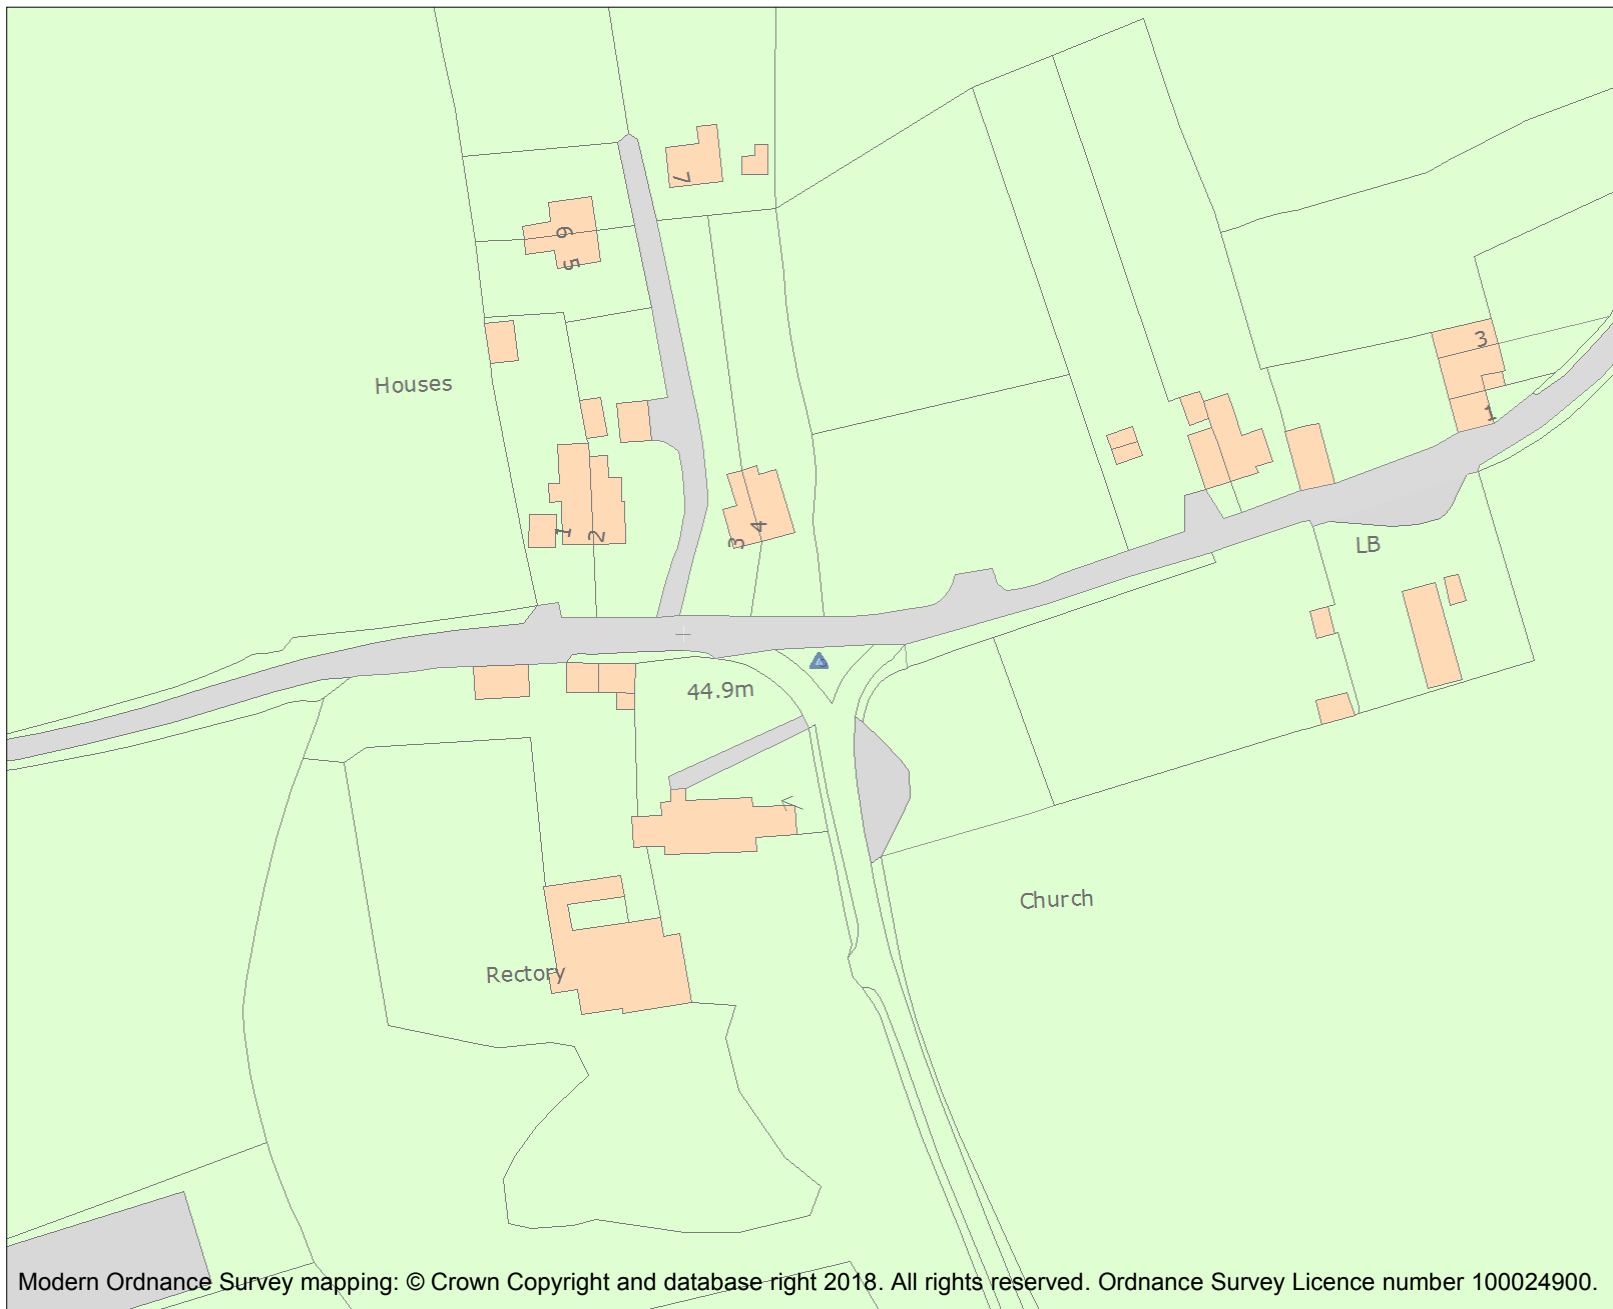 7
6
5
3
Houses
1
1
2
4
3
LB
44.9m
Church
Rectory
Modern Ordnance Survey mapping: © Crown Copyright and database right 2018. All rights reserved. Ordnance Survey Licence number 100024900.